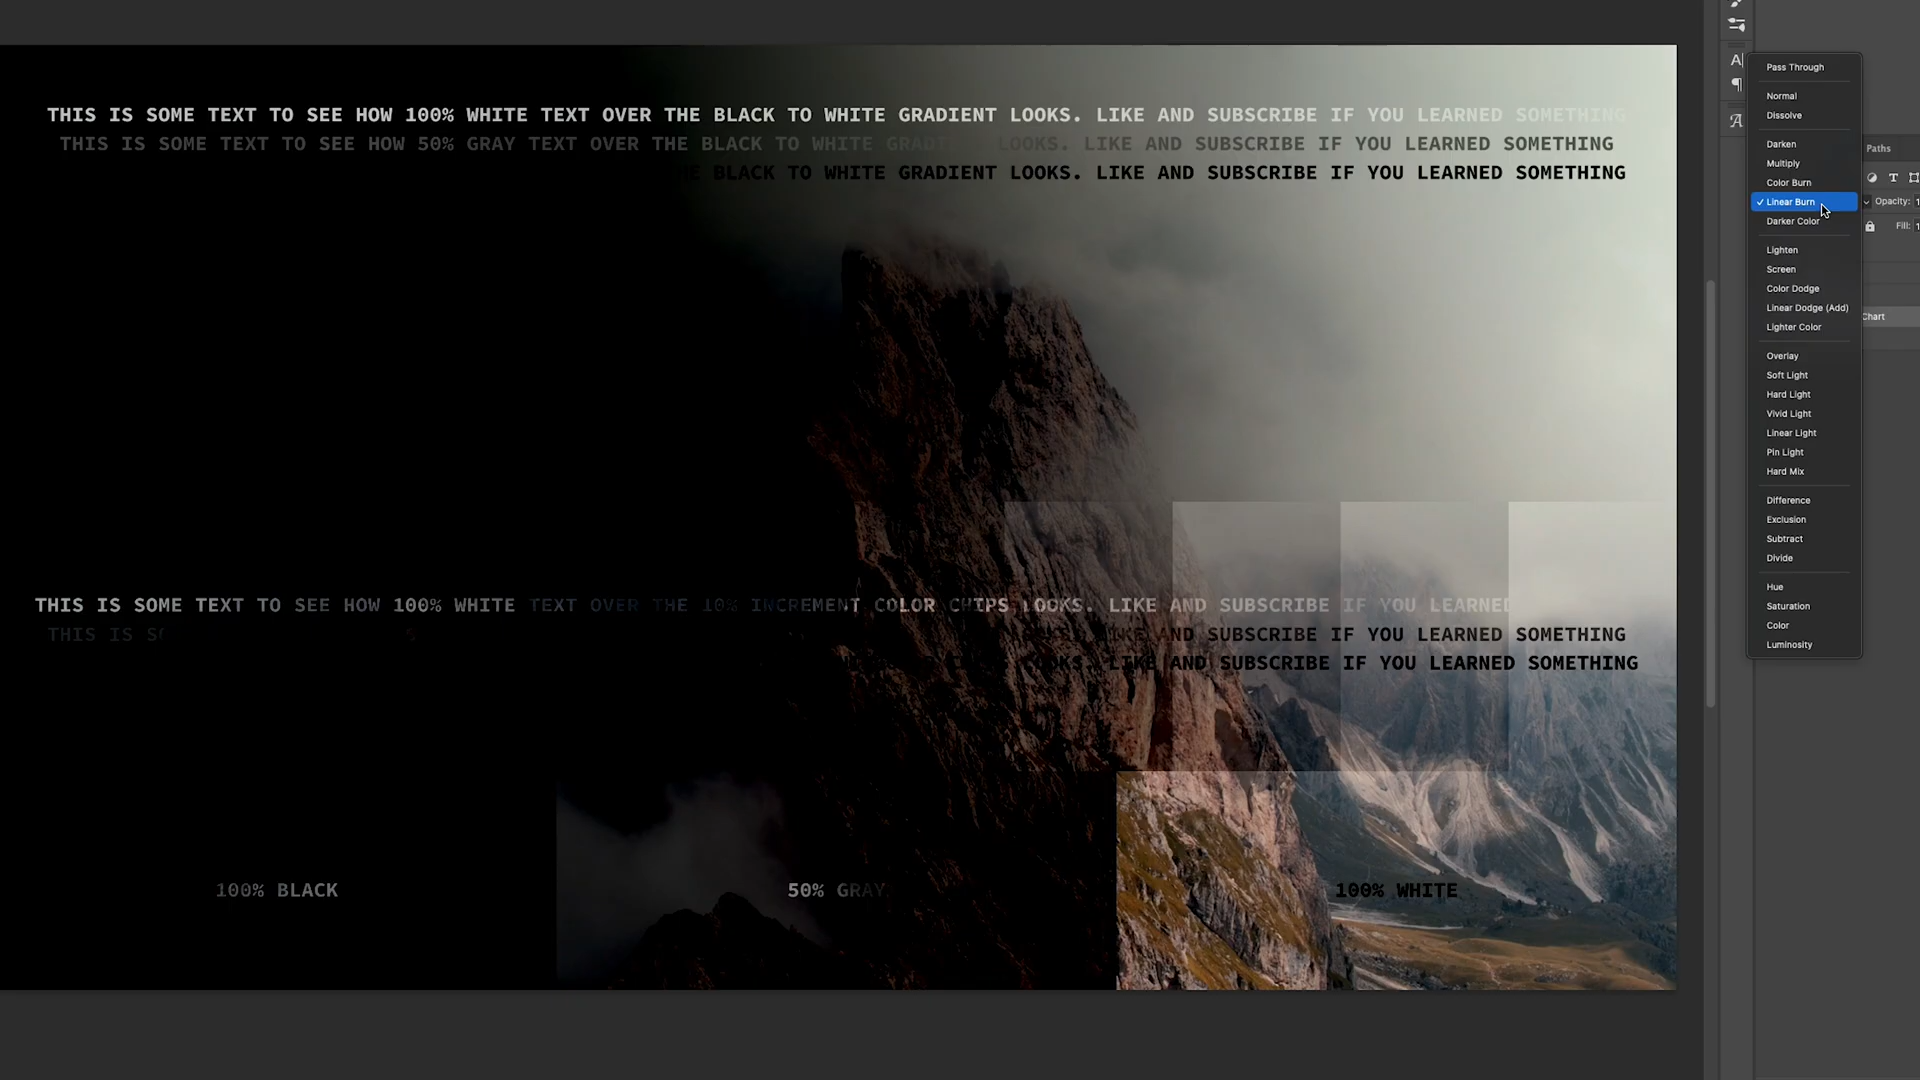 Pass Through
Normal
Dissolve
Darken
Multiply
Color Burn
Linear Burn
Darker Color
Lighten
Screen
Color Dodge
Linear Dodge (Add)
Lighter Color
Overlay
Soft Light
Hard Light
Vivid Light
Linear Light
Pin Light
Hard Mix
Difference
Exclusion
Subtract
Divide
Hue
Saturation
Color
Luminosity
Paths
Opacity:
Fill:
Chart
THIS IS SOME TEXT TO SEE HOW 100% WHITE TEXT OVER THE BLACK TO WHITE GRADIENT LOOKS. LIKE AND SUBSCRIBE IF YOU LEARNED SOMETHING
THIS IS SOME TEXT TO SEE HOW 50% GRAY TEXT OVER THE BLACK TO WHITE LOOKS. LIKE AND SUBSCRIBE IF YOU LEARNED SOMETHING
BLACK TO WHITE GRADIENT LOOKS. LIKE AND SUBSCRIBE IF YOU LEARNED SOMETHING
THIS IS SOME TEXT TO SEE HOW 100% WHITE TEXT OVER THE 10% INCREMENT COLOR CHIPS LOOKS. LIKE AND SUBSCRIBE IF YOU LEARNED
THIS IS LIKE AND SUBSCRIBE IF YOU LEARNED SOMETHING
LOOKS. LIKE AND SUBSCRIBE IF YOU LEARNED SOMETHING
100% BLACK
50% GRAY
100% WHITE